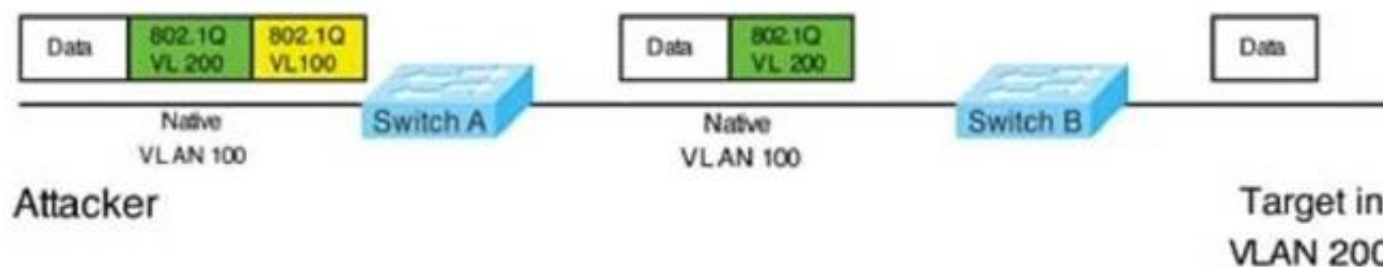 Data
802.1Q
VL 200
802.1Q
VL100
Data
802.1Q
VL 200
Data
Switch A
Switch B
Native
VLAN 100
Native
VLAN 100
Attacker
Target in
VLAN 200